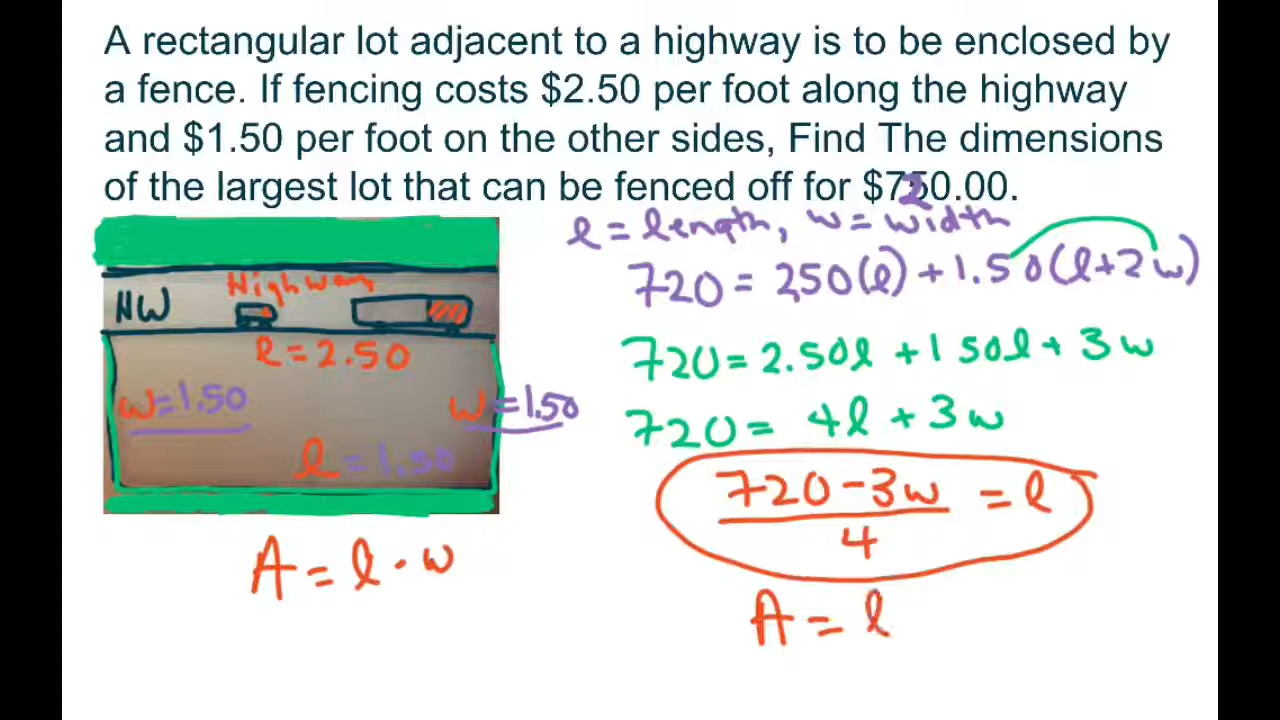 A rectangular lot adjacent to a highway is to be enclosed by
a fence. If fencing costs $2.50 per foot along the highway
and $1.50 per foot on the other sides, Find The dimensions
of the largest lot that can be fenced off for $720.00.
l = length, w = width
720 = 2.50(l) + 1.50(l+2w)
Highway
HW
l = 2.50
720 = 2.50l + 1.50l + 3w
w = 1.50 w = 1.50
720 = 4l + 3w
l = 1.50
720 - 3w = l
4
A = l · w
A = l